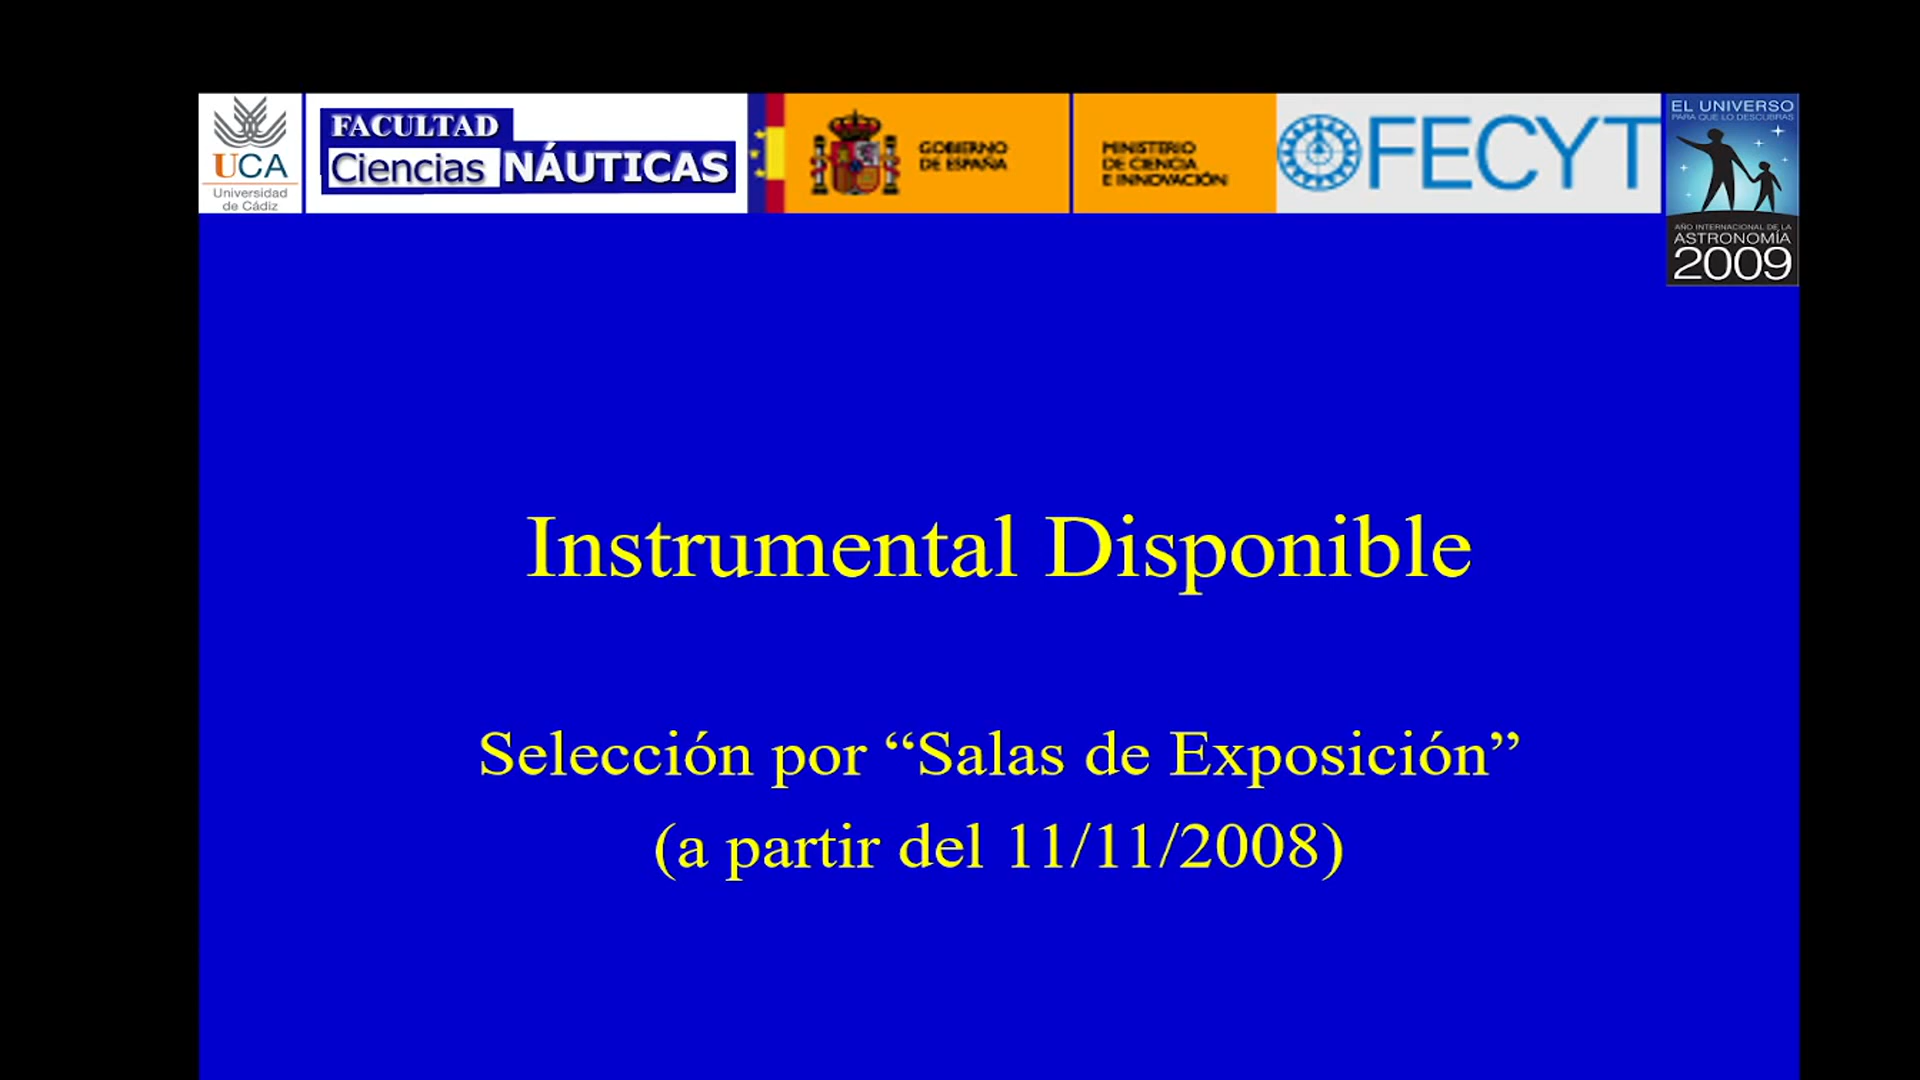 UCA
Universidad
de Cádiz
FACULTAD
Ciencias NÁUTICAS
GOBIERNO
DE ESPAÑA
MINISTERIO
DE CIENCIA
E INNOVACIÓN
FECYT
EL UNIVERSO
PARA QUE LO DESCUBRAS
AÑO INTERNACIONAL DE LA
ASTRONOMÍA
2009
Instrumental Disponible
Selección por “Salas de Exposición”
(a partir del 11/11/2008)